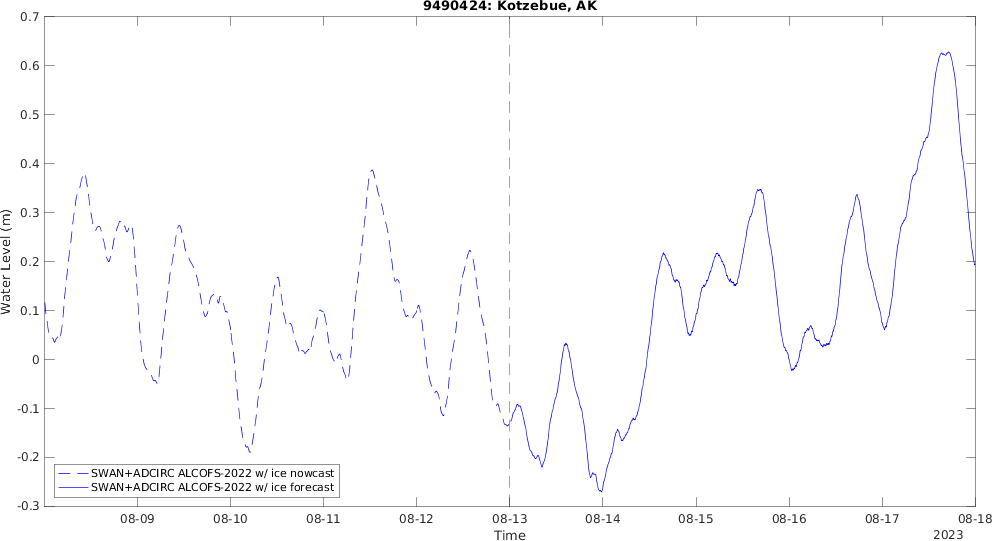 9490424: Kotzebue, AK
0.7
0.6
0.5
0.4
0.3
0.2
0.1
0
-0.1
-0.2
-0.3
Water Level (m)
SWAN+ADCIRC ALCOFS-2022 w/ ice nowcast
SWAN+ADCIRC ALCOFS-2022 w/ ice forecast
08-09 08-10 08-11 08-12 08-13 08-14 08-15 08-16 08-17 08-18
Time
2023